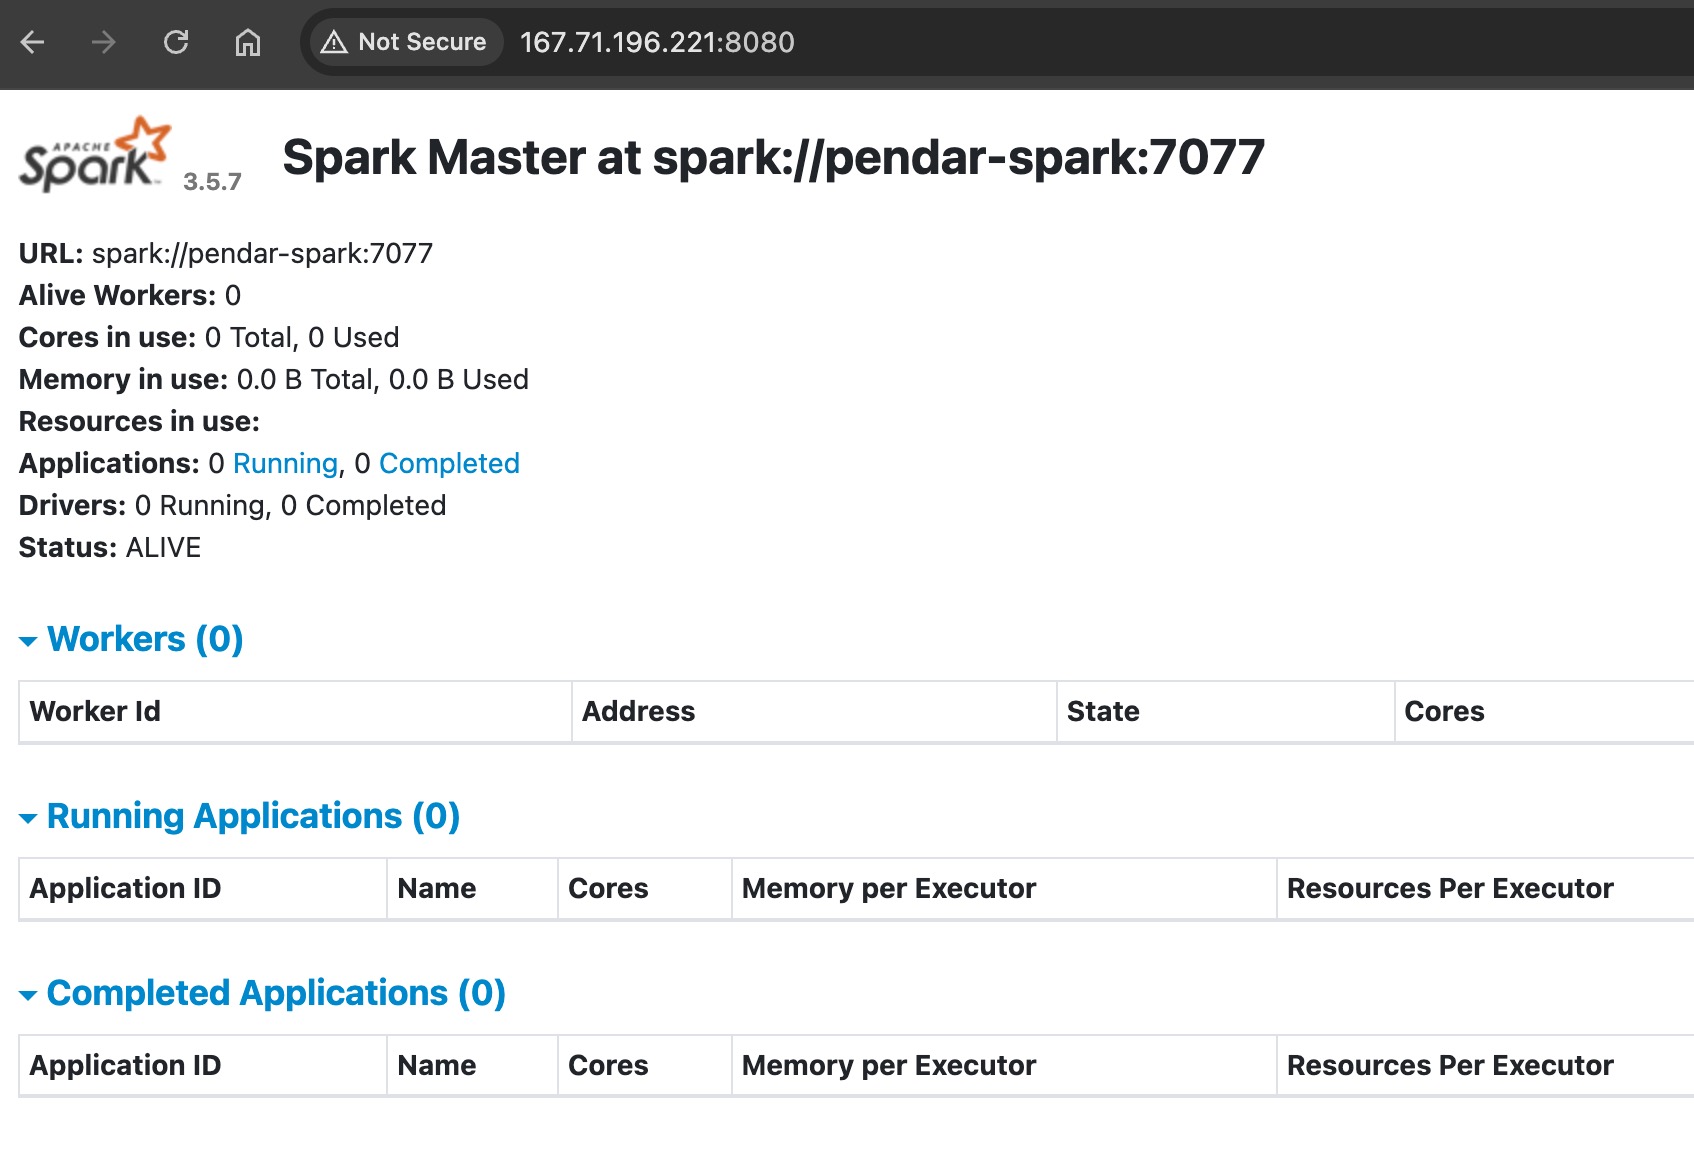 Not Secure 167.71.196.221:8080
APACHE
Spark™ 3.5.7
Spark Master at spark://pendar-spark:7077
URL: spark://pendar-spark:7077
Alive Workers: 0
Cores in use: 0 Total, 0 Used
Memory in use: 0.0 B Total, 0.0 B Used
Resources in use:
Applications: 0 Running, 0 Completed
Drivers: 0 Running, 0 Completed
Status: ALIVE
Workers (0)
Worker Id Address State Cores
Running Applications (0)
Application ID Name Cores Memory per Executor Resources Per Executor
Completed Applications (0)
Application ID Name Cores Memory per Executor Resources Per Executor